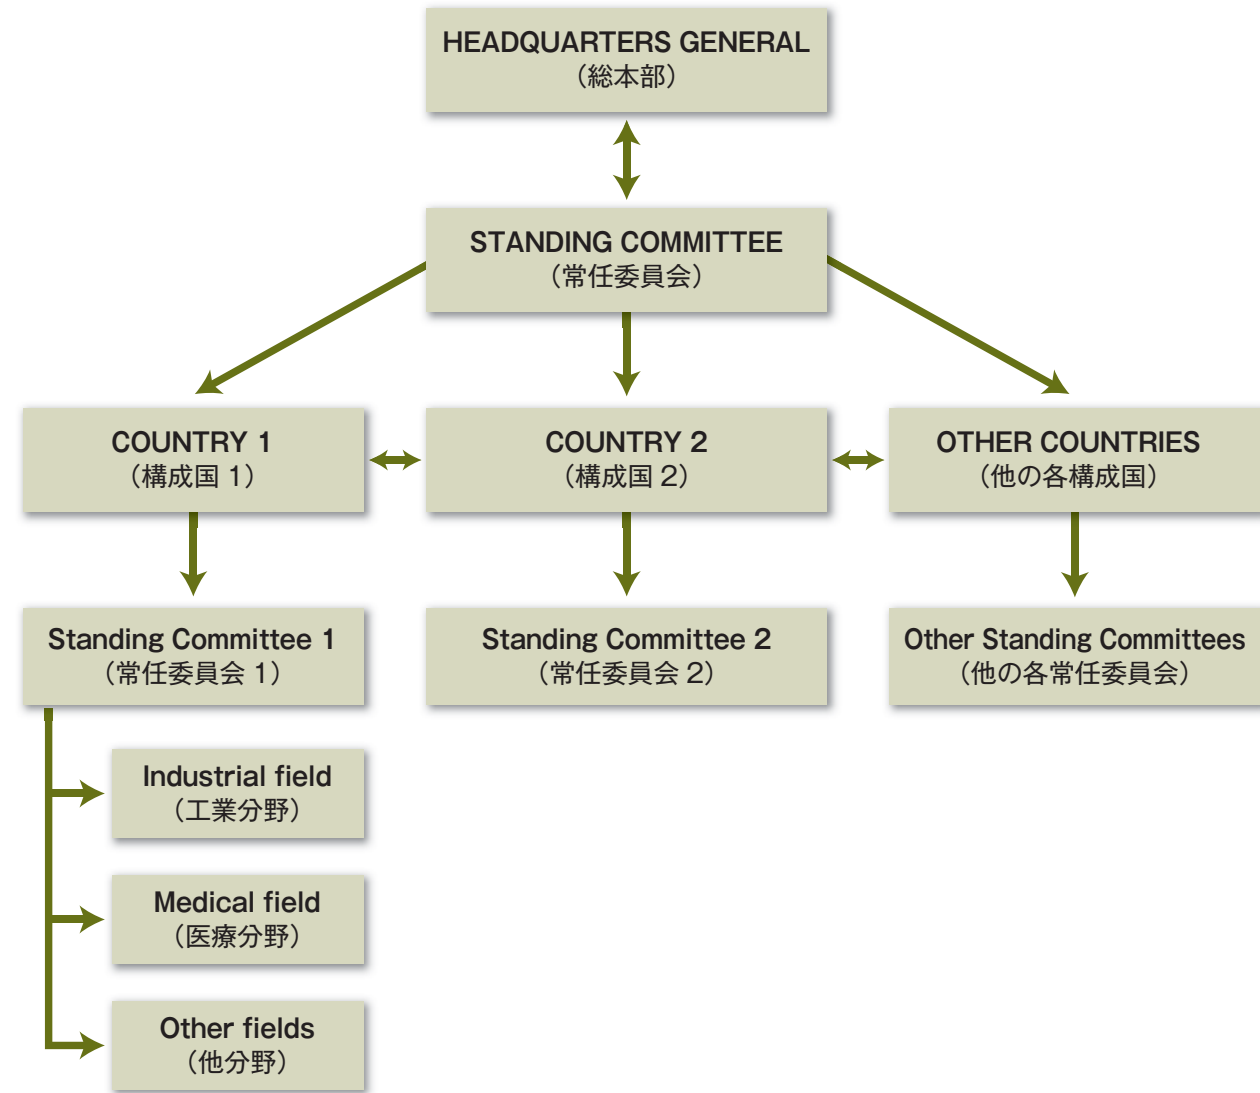 HEADQUARTERS GENERAL
（総本部）
STANDING COMMITTEE
（常任委員会）
COUNTRY 1
（構成国 1）
COUNTRY 2
（構成国 2）
OTHER COUNTRIES
（他の各構成国）
Standing Committee 1
（常任委員会 1）
Standing Committee 2
（常任委員会 2）
Other Standing Committees
（他の各常任委員会）
Industrial field
（工業分野）
Medical field
（医療分野）
Other fields
（他分野）